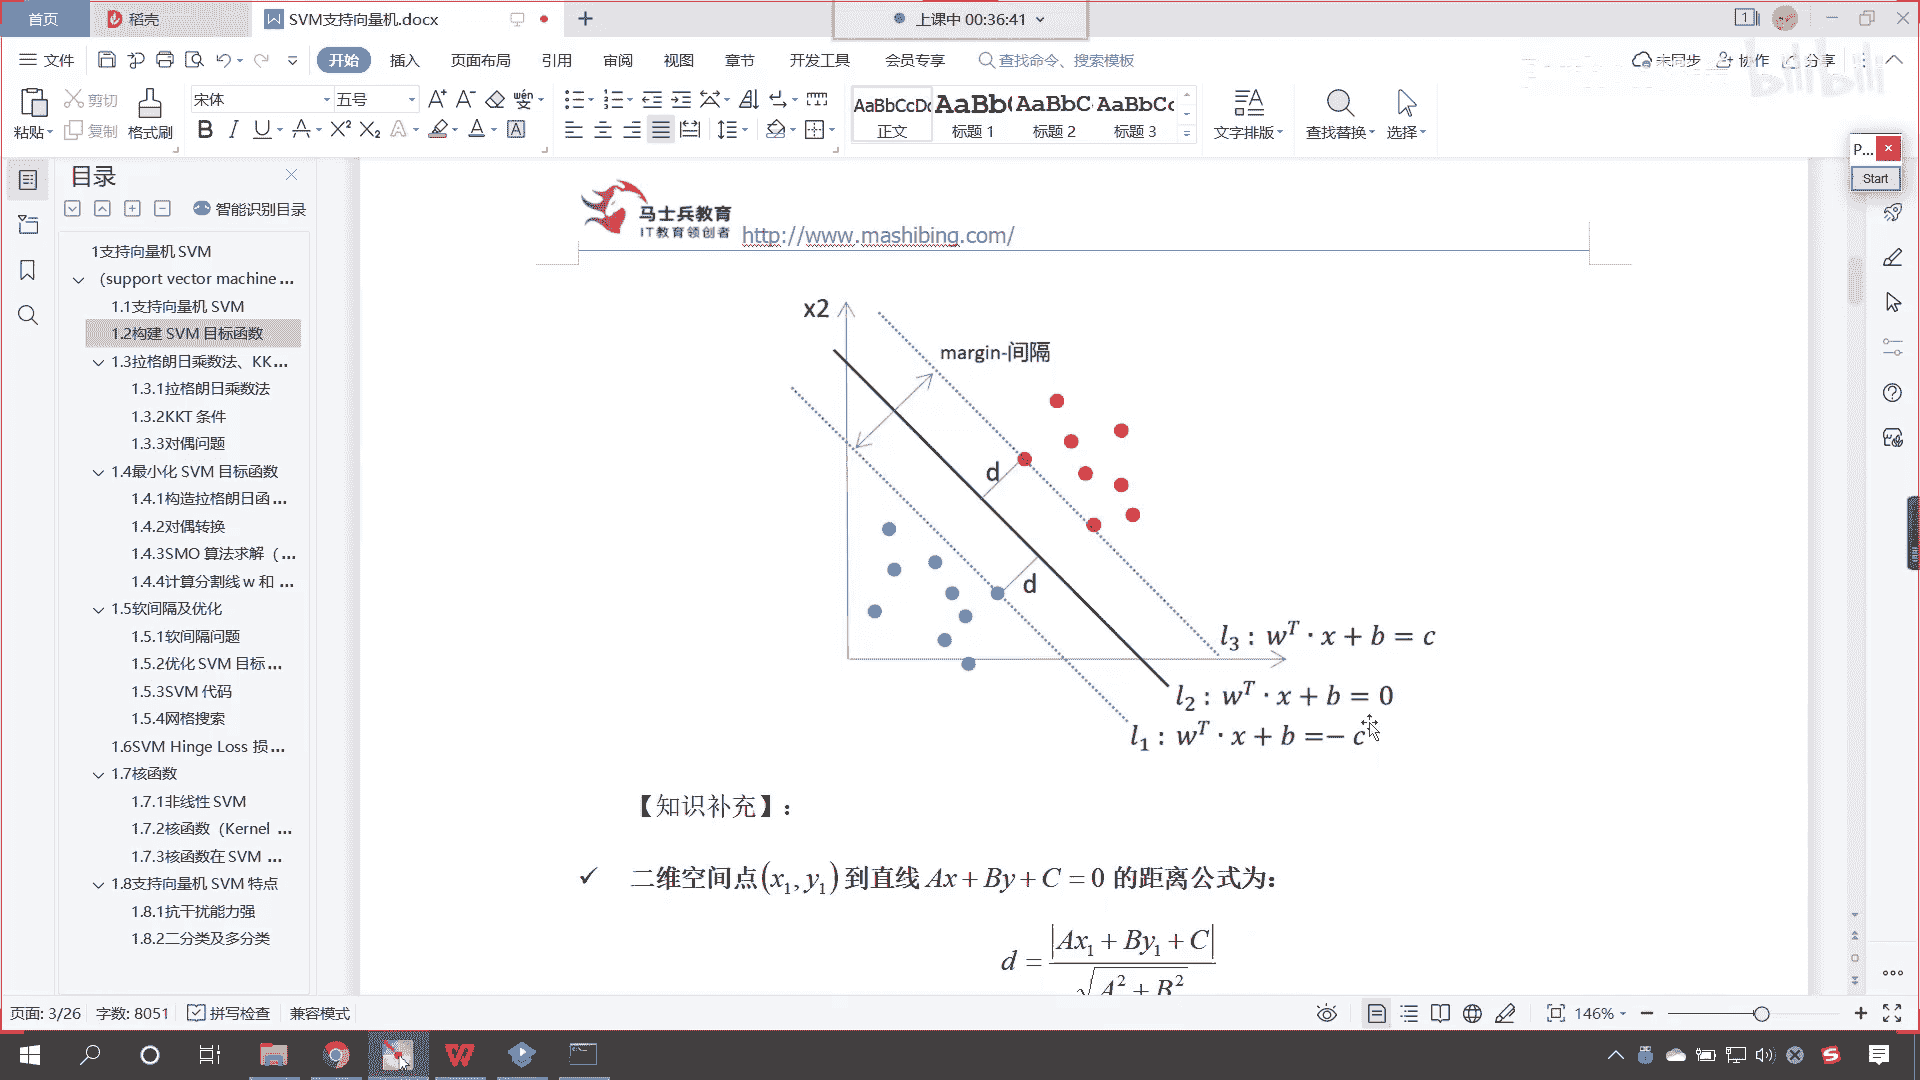 首页
稻壳
SVM支持向量机.docx
上课中 00:36:41
文件
开始
插入
页面布局
引用
审阅
视图
章节
开发工具
会员专享
查找命令、搜索模板
未同步
协作
分享
bilibili
粘贴
剪切
复制
格式刷
宋体
五号
AaBbCcDd
正文
AaBb(
标题 1
AaBbC
标题 2
AaBbCc
标题 3
文字排版
查找替换
选择
P...
Start
目录
智能识别目录
1支持向量机 SVM
（support vector machine ...
1.1支持向量机 SVM
1.2构建 SVM 目标函数
1.3拉格朗日乘数法、KK...
1.3.1拉格朗日乘数法
1.3.2KKT 条件
1.3.3对偶问题
1.4最小化 SVM 目标函数
1.4.1构造拉格朗日函 ...
1.4.2对偶转换
1.4.3SMO 算法求解（ ...
1.4.4计算分割线 w 和 ...
1.5软间隔及优化
1.5.1软间隔问题
1.5.2优化 SVM 目标 ...
1.5.3SVM 代码
1.5.4网格搜索
1.6SVM Hinge Loss 损 ...
1.7核函数
1.7.1非线性 SVM
1.7.2核函数（Kernel ...
1.7.3核函数在 SVM ...
1.8支持向量机 SVM 特点
1.8.1抗干扰能力强
1.8.2二分类及多分类
马士兵教育
IT教育领创者
http://www.mashibing.com/
x2
margin-间隔
d
d
l₃ : wᵀ · x + b = c
l₂ : wᵀ · x + b = 0
l₁ : wᵀ · x + b =− c
【知识补充】：
✓ 二维空间点(x₁, y₁)到直线 Ax + By + C = 0 的距离公式为：
d = |Ax₁ + By₁ + C| / √A² + B²
页面: 3/26
字数: 8051
拼写检查
兼容模式
146%